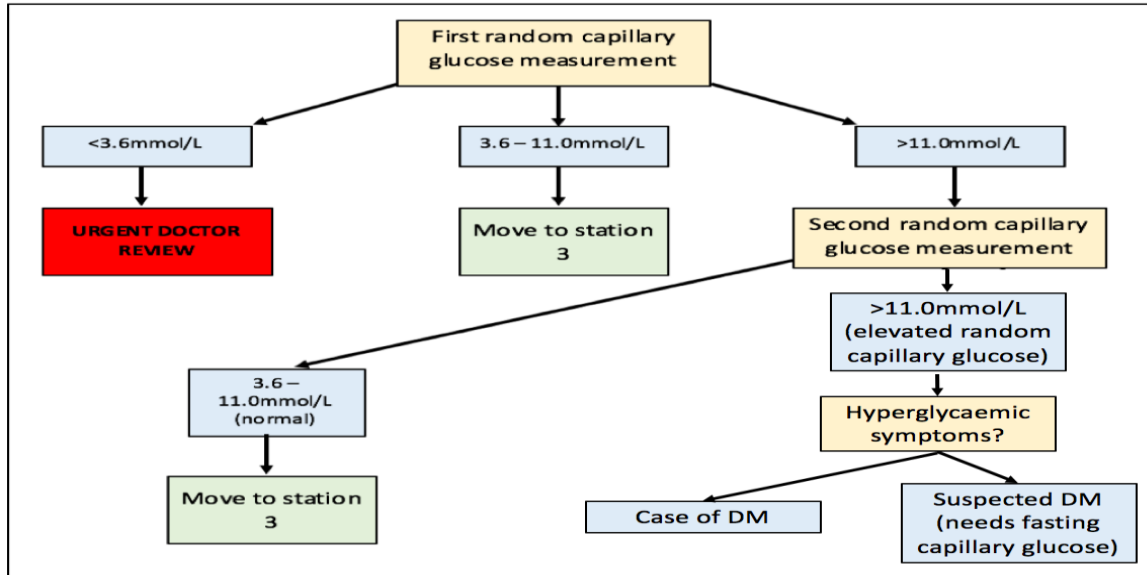 First random capillary
glucose measurement
<3.6mmol/L
3.6 – 11.0mmol/L
>11.0mmol/L
URGENT DOCTOR
REVIEW
Move to station
3
Second random capillary
glucose measurement
>11.0mmol/L
(elevated random
capillary glucose)
3.6 –
11.0mmol/L
(normal)
Hyperglycaemic
symptoms?
Move to station
3
Case of DM
Suspected DM
(needs fasting
capillary glucose)